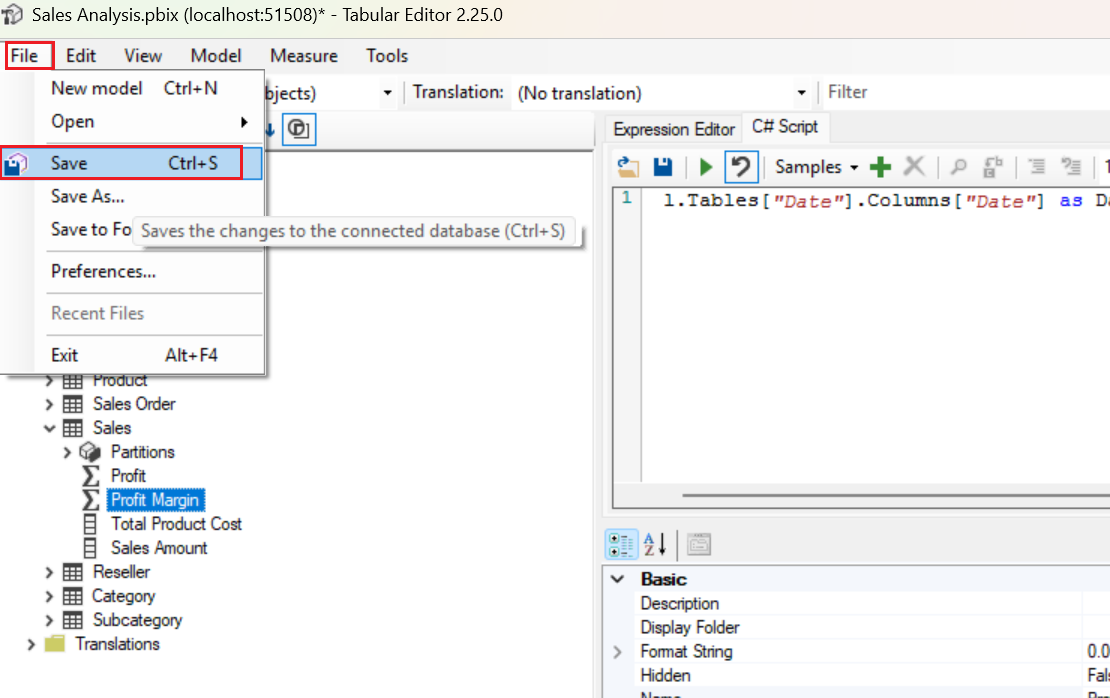 Sales Analysis.pbix (localhost:51508)* - Tabular Editor 2.25.0
File Edit View Model Measure Tools
New model Ctrl+N
bjects) Translation: (No translation) Filter
Open
Expression Editor C# Script
Save Ctrl+S
Samples
Save As...
1 l.Tables["Date"].Columns["Date"] as Da
Save to Fo
Saves the changes to the connected database (Ctrl+S)
Preferences...
Recent Files
Exit Alt+F4
Product
Sales Order
Sales
Partitions
Profit
Profit Margin
Total Product Cost
Sales Amount
Reseller
Category
Subcategory
Translations
Basic
Description
Display Folder
Format String 0.0
Hidden Fal